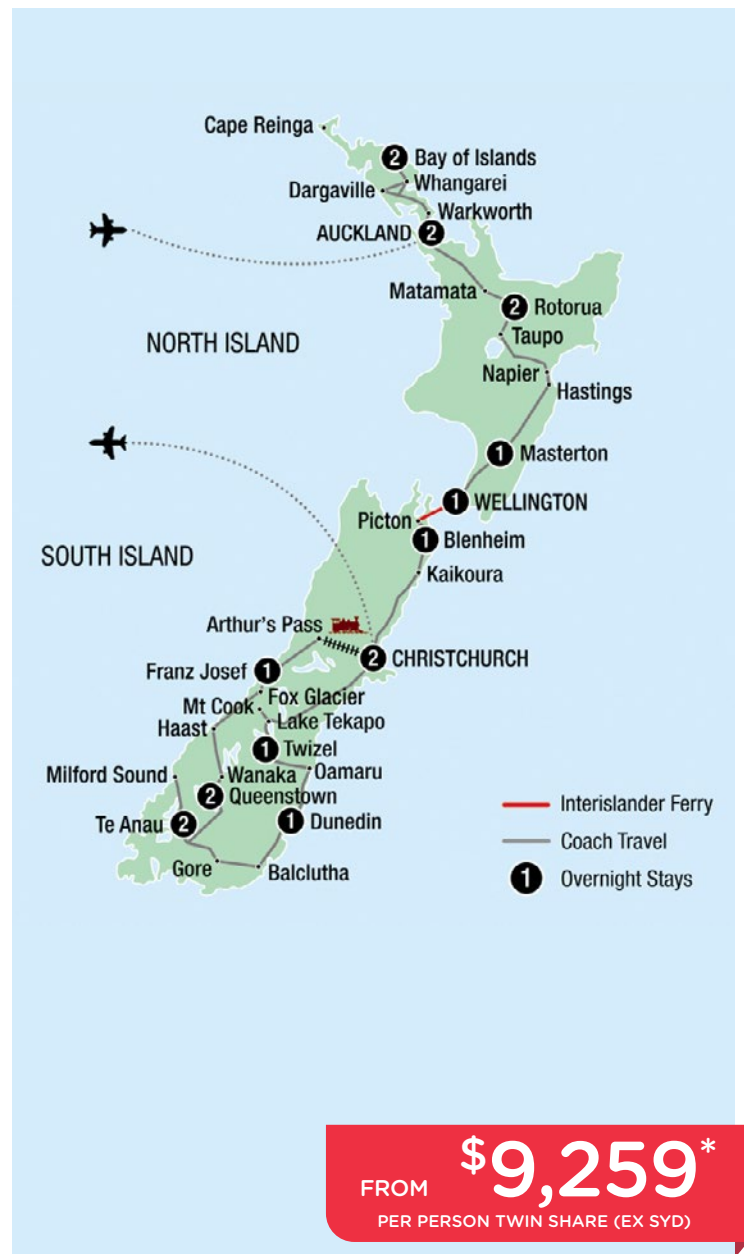 Cape Reinga
2 Bay of Islands
Whangarei
Dargaville
Warkworth
AUCKLAND 2
Matamata
2 Rotorua
Taupo
NORTH ISLAND
Napier
Hastings
1 Masterton
1 WELLINGTON
Picton
1 Blenheim
SOUTH ISLAND
Kaikoura
Arthur's Pass
2 CHRISTCHURCH
Franz Josef 1
Fox Glacier
Mt Cook
Lake Tekapo
Haast
1 Twizel
Milford Sound
Wanaka
Oamaru
2 Queenstown
Te Anau 2
1 Dunedin
Gore
Balclutha
Interislander Ferry
Coach Travel
1 Overnight Stays
FROM $9,259*
PER PERSON TWIN SHARE (EX SYD)